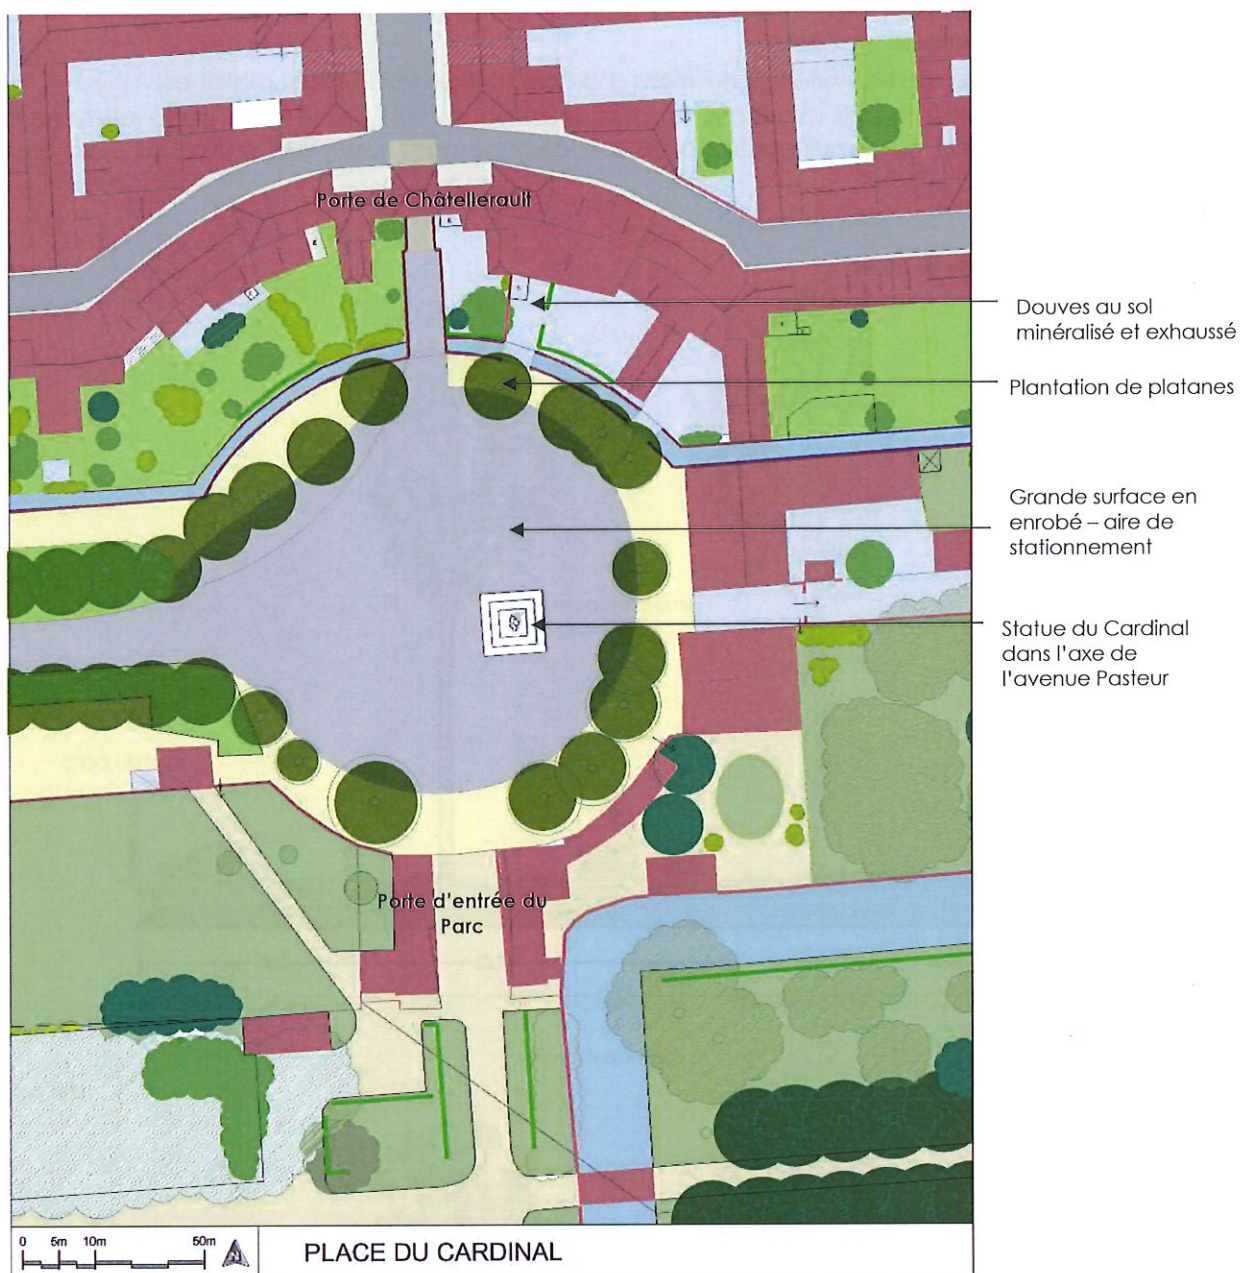 Porte de Châtellerault
Douves au sol
minéralisé et exhaussé
Plantation de platanes
Grande surface en
enrobé – aire de
stationnement
Statue du Cardinal
dans l'axe de
l'avenue Pasteur
Porte d'entrée du
Parc
0 5m 10m 50m N
PLACE DU CARDINAL